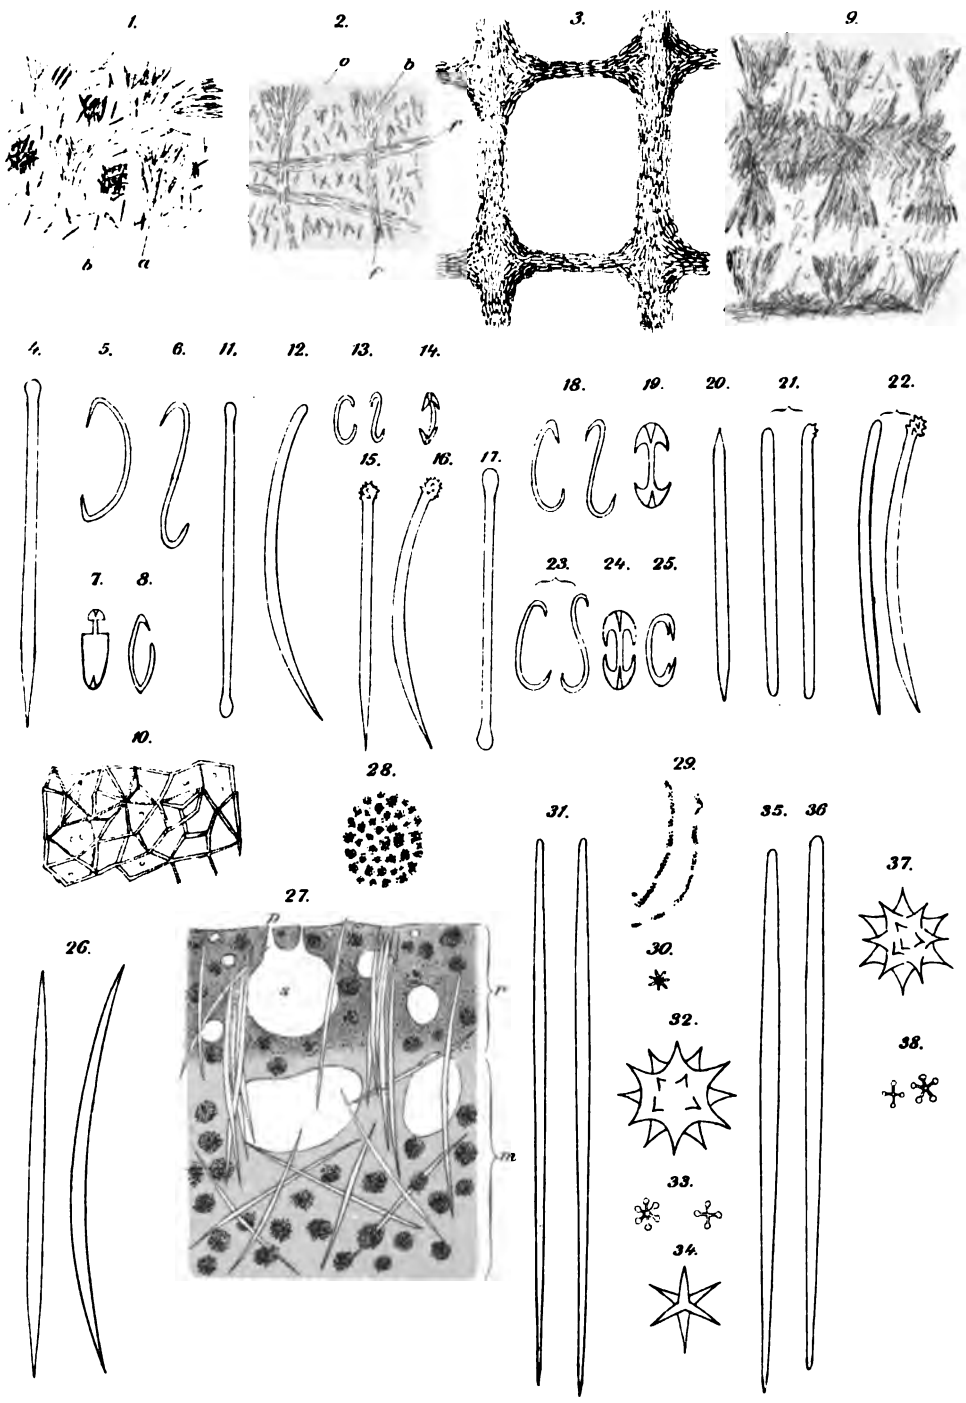 1. 2. 3. 9.
o b
r
b a r
4. 5. 6. 11. 12. 13. 14.
18. 19. 20. 21. 22.
15. 16. 17.
7. 8. 23. 24. 25.
10.
28. 29.
31. 35. 36
37.
27.
p
26. 30.
s r
32.
38.
m
33.
34.